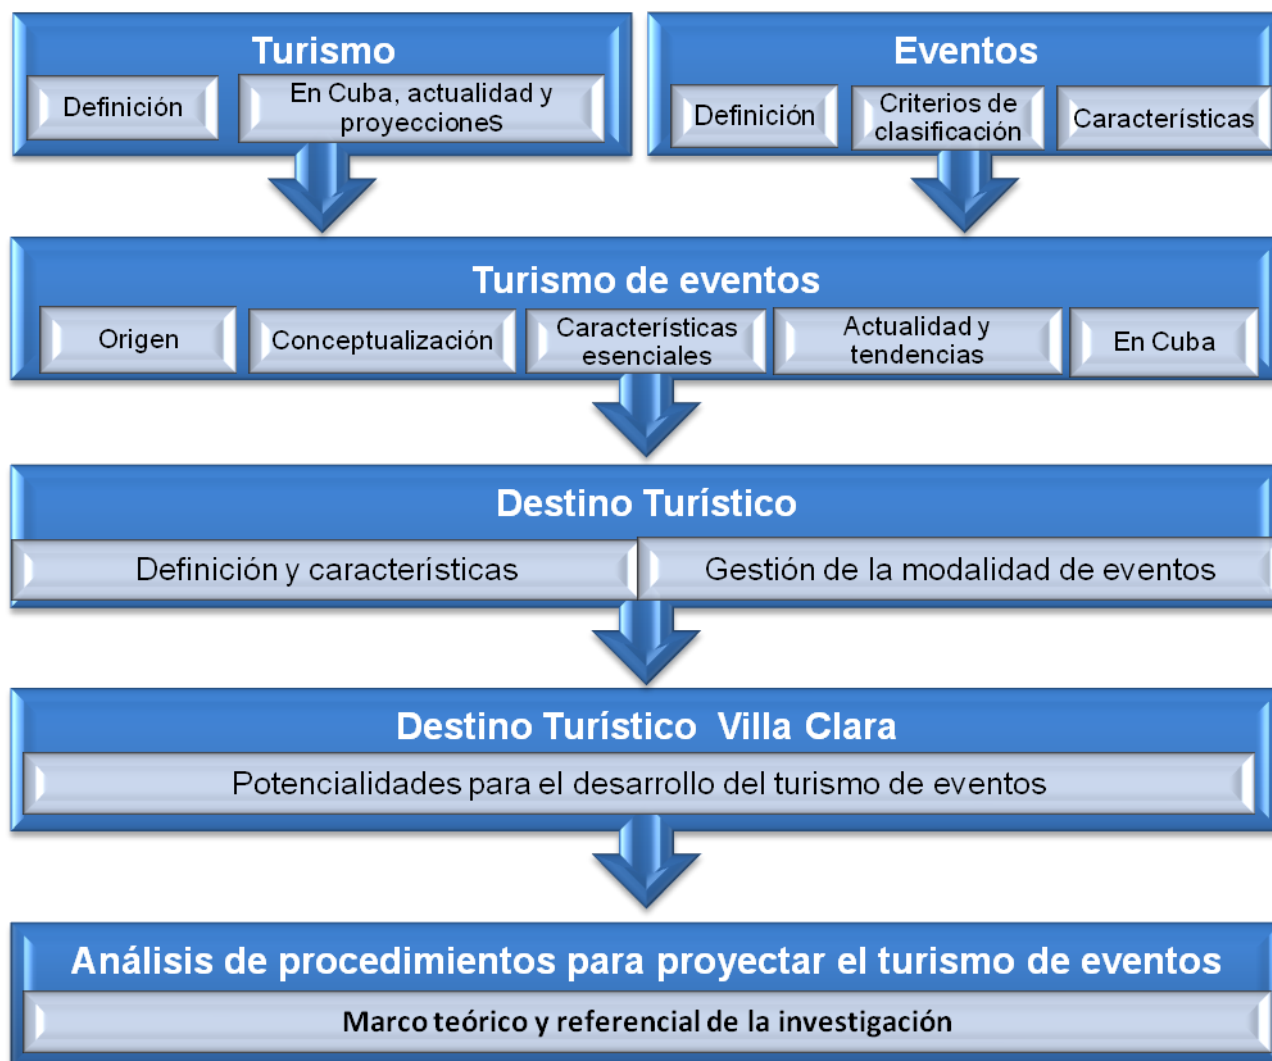 Turismo
Definición
En Cuba, actualidad y
proyecciones
Eventos
Definición
Criterios de
clasificación
Característificas
Turismo de eventos
Origen
Conceptualización
Característificas
esenciales
Actualidad y
tendencias
En Cuba
Destino Turístico
Definición y característificas
Gestión de la modalidad de eventos
Destino Turístico Villa Clara
Potencialidades para el desarrollo del turismo de eventos
Análisis de procedimientos para proyectar el turismo de eventos
Marco teórico y referencial de la investigación